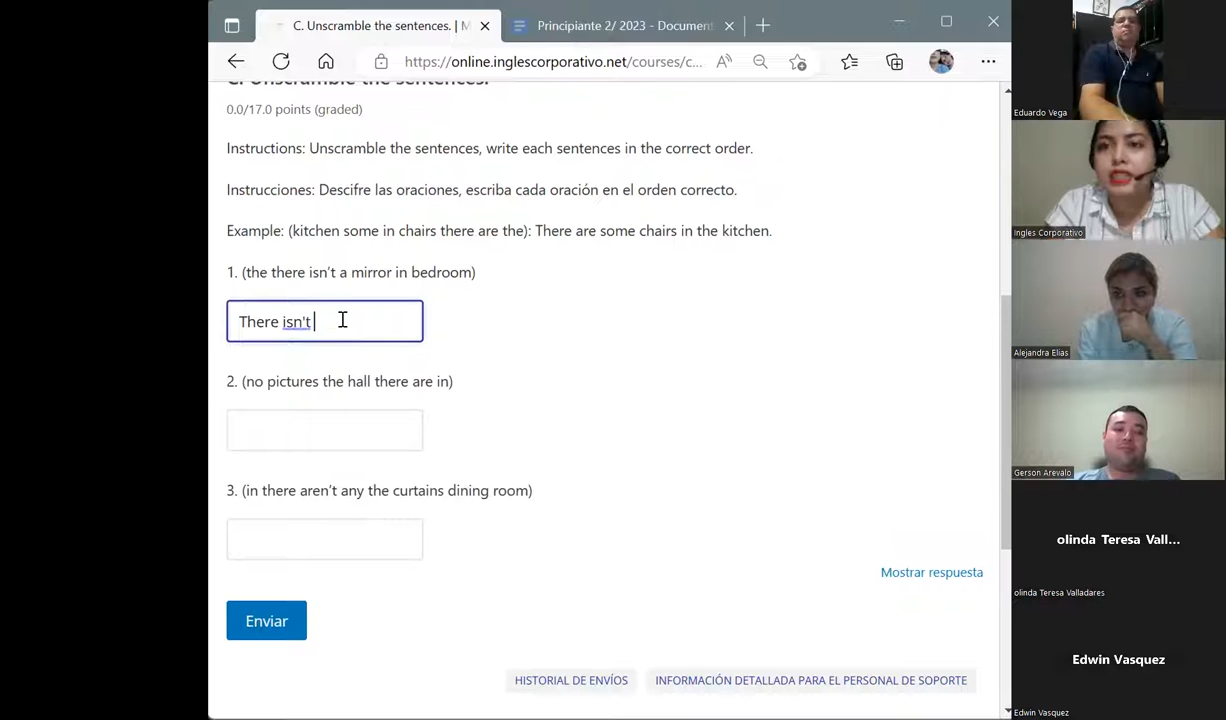 C. Unscramble the sentences. | M
Principiante 2/ 2023 - Document
https://online.inglescorporativo.net/courses/c...
C. Unscramble the sentences.
0.0/17.0 points (graded)
Instructions: Unscramble the sentences, write each sentences in the correct order.
Instrucciones: Descifre las oraciones, escriba cada oración en el orden correcto.
Example: (kitchen some in chairs there are the): There are some chairs in the kitchen.
1. (the there isn’t a mirror in bedroom)
There isn't
2. (no pictures the hall there are in)
3. (in there aren’t any the curtains dining room)
Mostrar respuesta
Enviar
HISTORIAL DE ENVÍOS
INFORMACIÓN DETALLADA PARA EL PERSONAL DE SOPORTE
Eduardo Vega
Ingles Corporativo
Alejandra Elias
Gerson Arevalo
olinda Teresa Vall...
olinda Teresa Valladares
Edwin Vasquez
Edwin Vasquez